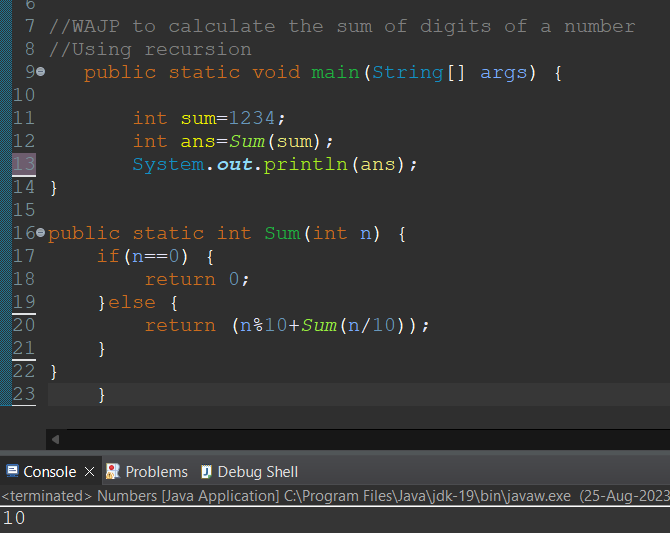 6
7 //WAJP to calculate the sum of digits of a number
8 //Using recursion
9 public static void main(String[] args) {
10
11 int sum=1234;
12 int ans=Sum(sum);
13 System.out.println(ans);
14 }
15
16 public static int Sum(int n) {
17 if(n==0) {
18 return 0;
19 }else {
20 return (n%10+Sum(n/10));
21 }
22 }
23 }
Console × Problems Debug Shell
<terminated> Numbers [Java Application] C:\Program Files\Java\jdk-19\bin\javaw.exe (25-Aug-2023
10